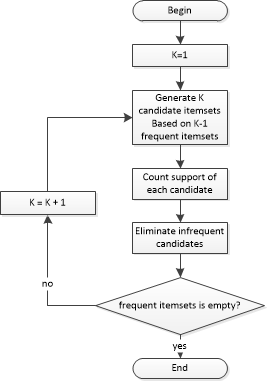 Begin
K=1
Generate K
candidate itemsets
Based on K-1
frequent itemsets
Count support of
each candidate
K = K + 1
Eliminate infrequent
candidates
no
frequent itemsets is empty?
yes
End